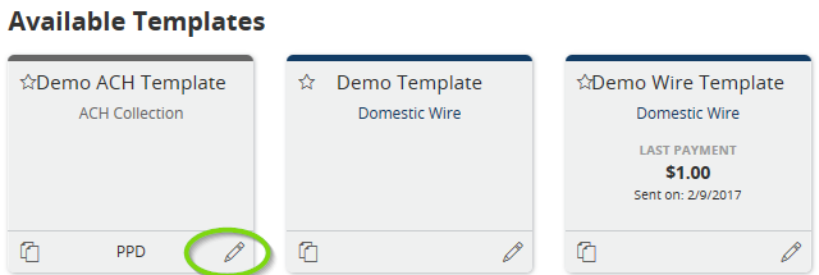 Available Templates
Demo ACH Template
ACH Collection
PPD
Demo Template
Domestic Wire
Demo Wire Template
Domestic Wire
LAST PAYMENT
$1.00
Sent on: 2/9/2017